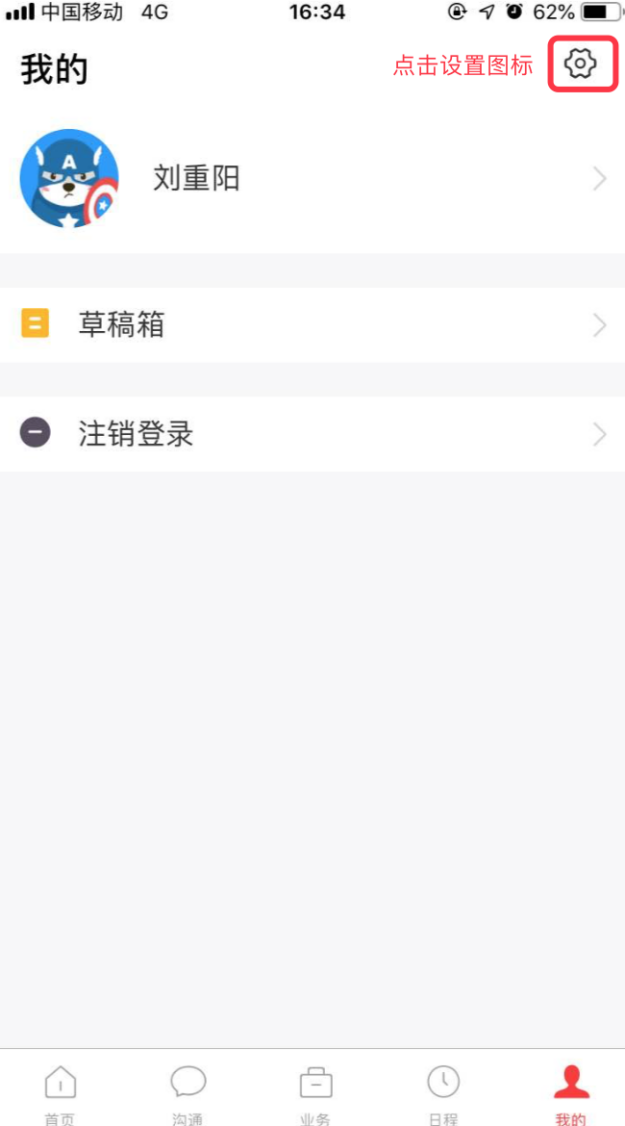 中国移动 4G 16:34 62%
我的 点击设置图标
A
刘重阳
草稿箱
注销登录
首页 沟通 业务 日程 我的